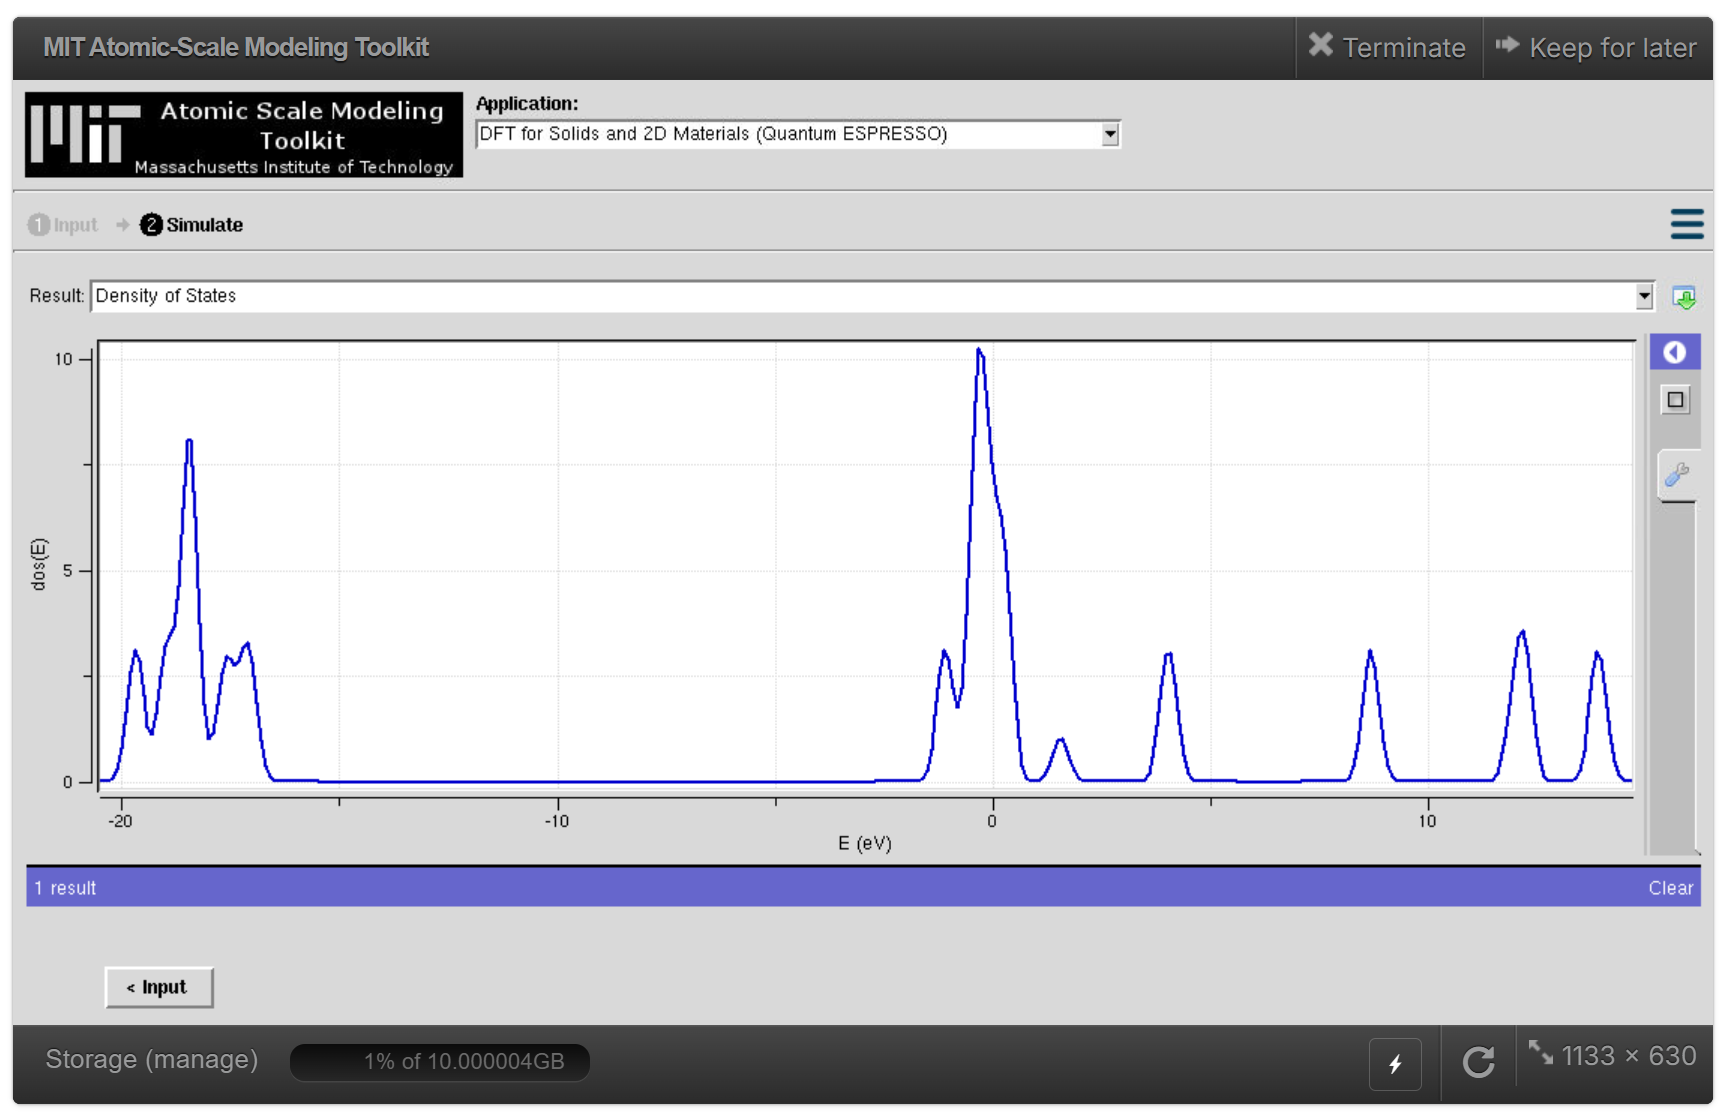 MIT Atomic-Scale Modeling Toolkit
Terminate
Keep for later
Atomic Scale Modeling
Toolkit
Massachusetts Institute of Technology
Application:
DFT for Solids and 2D Materials (Quantum ESPRESSO)
1 Input
2 Simulate
Result: Density of States
10
5
0
dos(E)
-20
-10
0
10
E (eV)
1 result
Clear
< Input
Storage (manage)
1% of 10.000004GB
1133 × 630